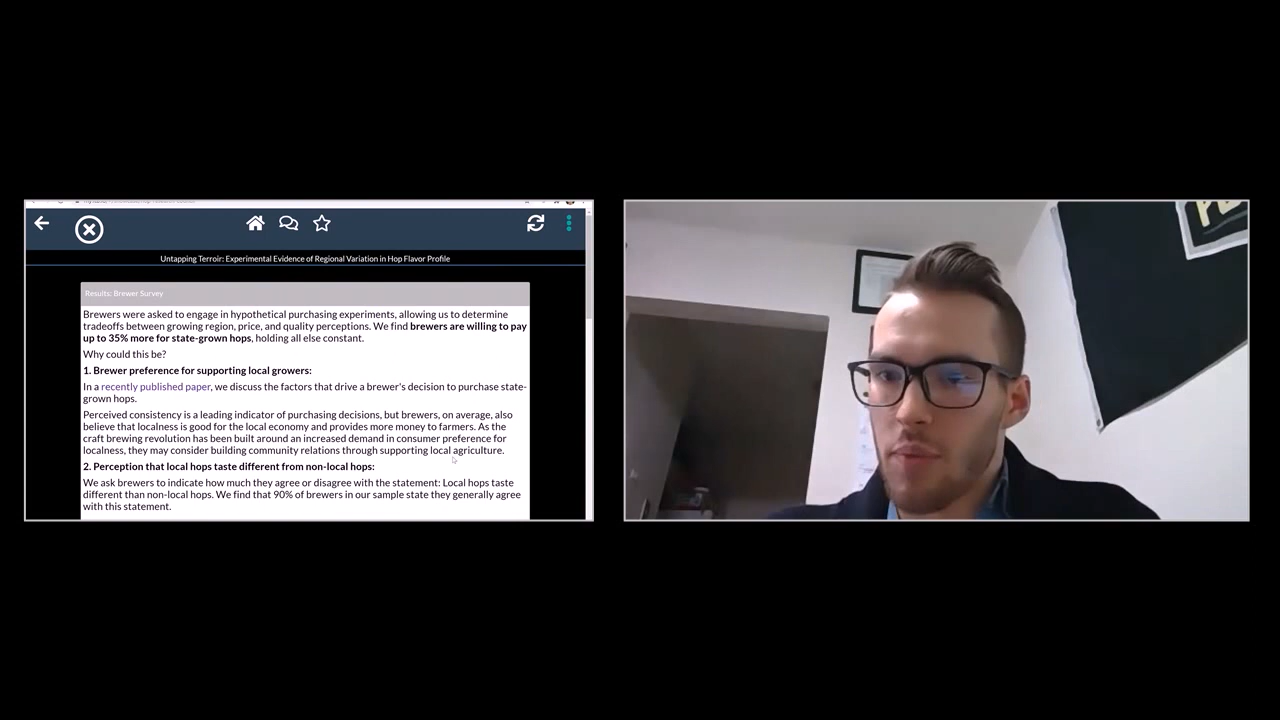 Untapping Terroir: Experimental Evidence of Regional Variation in Hop Flavor Profile
Results: Brewer Survey
Brewers were asked to engage in hypothetical purchasing experiments, allowing us to determine
tradeoffs between growing region, price, and quality perceptions. We find brewers are willing to pay
up to 35% more for state-grown hops, holding all else constant.
Why could this be?
1. Brewer preference for supporting local growers:
In a recently published paper, we discuss the factors that drive a brewer's decision to purchase state-
grown hops.
Perceived consistency is a leading indicator of purchasing decisions, but brewers, on average, also
believe that localness is good for the local economy and provides more money to farmers. As the
craft brewing revolution has been built around an increased demand in consumer preference for
localness, they may consider building community relations through supporting local agriculture.
2. Perception that local hops taste different from non-local hops:
We ask brewers to indicate how much they agree or disagree with the statement: Local hops taste
different than non-local hops. We find that 90% of brewers in our sample state they generally agree
with this statement.